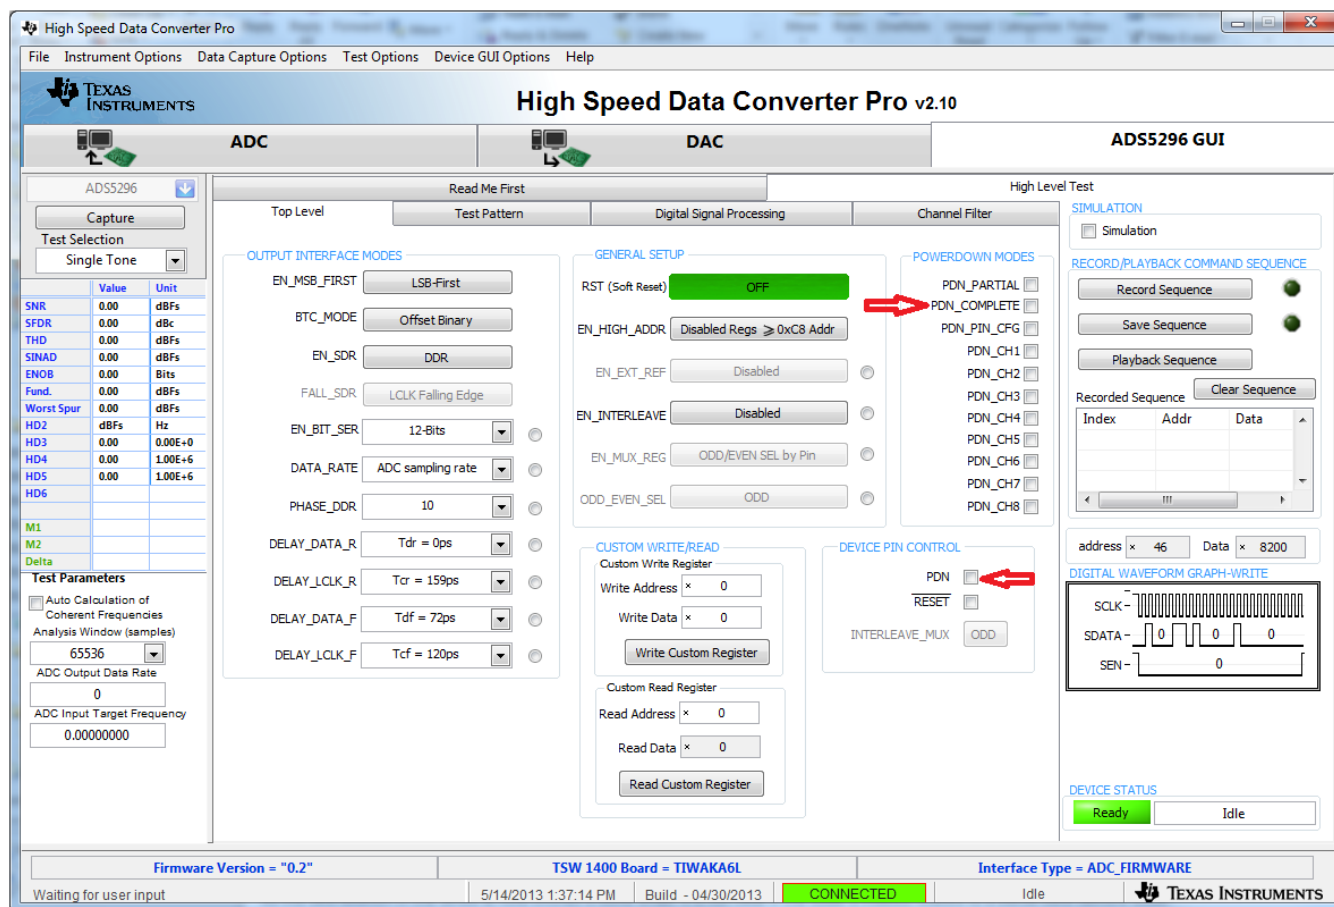 High Speed Data Converter Pro
File Instrument Options Data Capture Options Test Options Device GUI Options Help
TEXAS INSTRUMENTS
High Speed Data Converter Pro v2.10
ADC
DAC
ADS5296 GUI
ADS5296
Capture
Test Selection
Single Tone
Value Unit
SNR 0.00 dBFs
SFDR 0.00 dBc
THD 0.00 dBFs
SINAD 0.00 dBFs
ENOB 0.00 Bits
Fund. 0.00 dBFs
Worst Spur 0.00 dBFs
HD2 dBFs Hz
HD3 0.00 0.00E+0
HD4 0.00 1.00E+6
HD5 0.00 1.00E+6
HD6
M1
M2
Delta
Test Parameters
Auto Calculation of
Coherent Frequencies
Analysis Window (samples)
65536
ADC Output Data Rate
0
ADC Input Target Frequency
0.00000000
Read Me First
High Level Test
Top Level
Test Pattern
Digital Signal Processing
Channel Filter
OUTPUT INTERFACE MODES
EN_MSB_FIRST LSB-First
BTC_MODE Offset Binary
EN_SDR DDR
FALL_SDR LCLK Falling Edge
EN_BIT_SER 12-Bits
DATA_RATE ADC sampling rate
PHASE_DDR 10
DELAY_DATA_R Tdr = 0ps
DELAY_LCLK_R Tcr = 159ps
DELAY_DATA_F Tdf = 72ps
DELAY_LCLK_F Tcf = 120ps
GENERAL SETUP
RST (Soft Reset) OFF
EN_HIGH_ADDR Disabled Regs ⩾ 0xC8 Addr
EN_EXT_REF Disabled
EN_INTERLEAVE Disabled
EN_MUX_REG ODD/EVEN SEL by Pin
ODD_EVEN_SEL ODD
POWERDOWN MODES
PDN_PARTIAL
PDN_COMPLETE
PDN_PIN_CFG
PDN_CH1
PDN_CH2
PDN_CH3
PDN_CH4
PDN_CH5
PDN_CH6
PDN_CH7
PDN_CH8
CUSTOM WRITE/READ
Custom Write Register
Write Address × 0
Write Data × 0
Write Custom Register
Custom Read Register
Read Address × 0
Read Data × 0
Read Custom Register
DEVICE PIN CONTROL
PDN
RESET
INTERLEAVE_MUX ODD
SIMULATION
Simulation
RECORD/PLAYBACK COMMAND SEQUENCE
Record Sequence
Save Sequence
Playback Sequence
Recorded Sequence Clear Sequence
Index Addr Data
address × 46 Data × 8200
DIGITAL WAVEFORM GRAPH-WRITE
SCLK
SDATA 0 0 0
SEN 0
DEVICE STATUS
Ready Idle
Firmware Version = "0.2" TSW 1400 Board = TIWAKA6L Interface Type = ADC_FIRMWARE
Waiting for user input 5/14/2013 1:37:14 PM Build - 04/30/2013 CONNECTED Idle TEXAS INSTRUMENTS